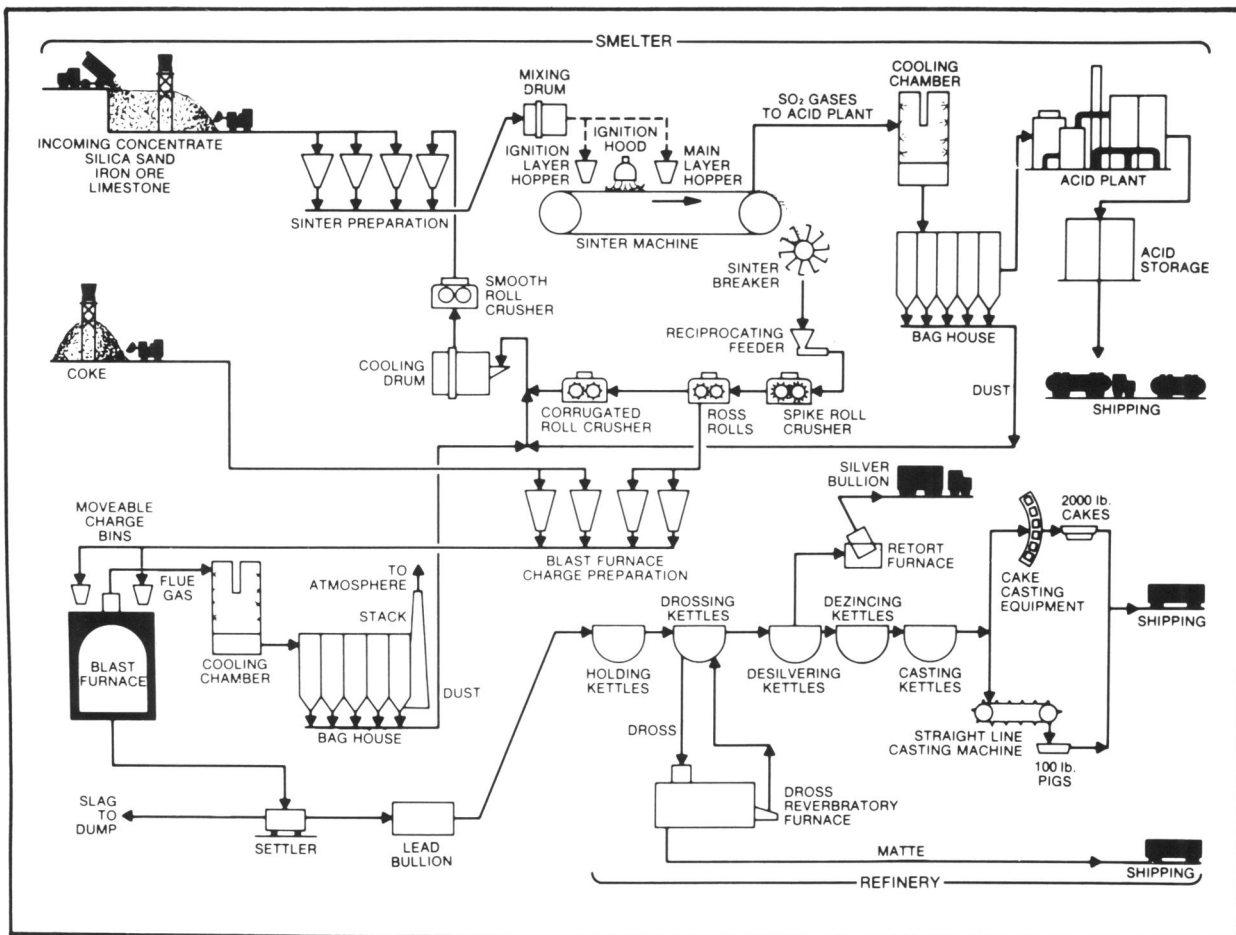 SMELTER
INCOMING CONCENTRATE
SILICA SAND
IRON ORE
LIMESTONE
SINTER PREPARATION
MIXING
DRUM
IGNITION
LAYER
HOPPER
IGNITION
HOOD
MAIN
LAYER
HOPPER
SINTER MACHINE
SO₂ GASES
TO ACID PLANT
COOLING
CHAMBER
ACID PLANT
ACID
STORAGE
SHIPPING
BAG HOUSE
DUST
SINTER
BREAKER
RECIPROCATING
FEEDER
SMOOTH
ROLL
CRUSHER
COOLING
DRUM
CORRUGATED
ROLL CRUSHER
ROSS
ROLLS
SPIKE ROLL
CRUSHER
COKE
MOVEABLE
CHARGE
BINS
FLUE
GAS
BLAST
FURNACE
COOLING
CHAMBER
TO
ATMOSPHERE
STACK
BAG HOUSE
DUST
BLAST FURNACE
CHARGE PREPARATION
SILVER
BULLION
RETORT
FURNACE
HOLDING
KETTLES
DROSSING
KETTLES
DESILVERING
KETTLES
DEZINCING
KETTLES
CASTING
KETTLES
CAKE
CASTING
EQUIPMENT
2000 lb.
CAKES
SHIPPING
STRAIGHT LINE
CASTING MACHINE
100 lb.
PIGS
DROSS
DROSS
REVERBRATORY
FURNACE
SLAG
TO
DUMP
SETTLER
LEAD
BULLION
MATTE
SHIPPING
REFINERY